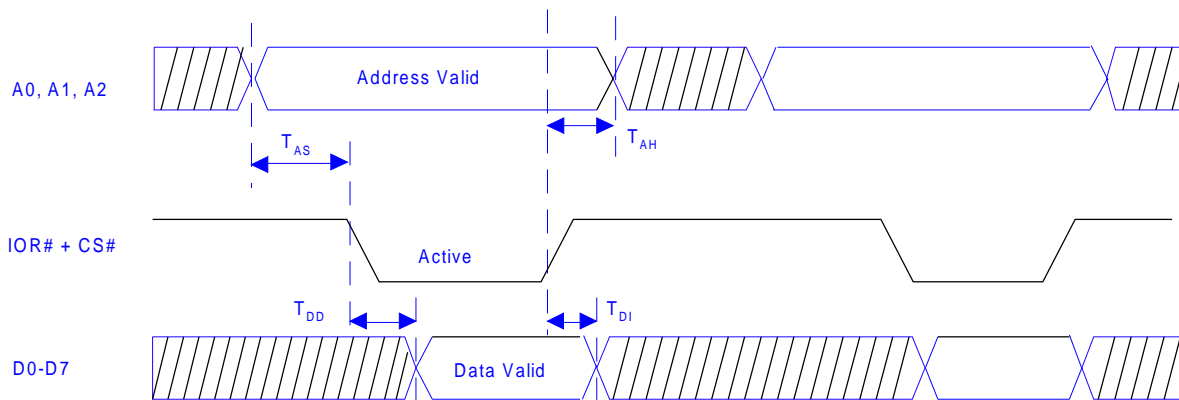 A0, A1, A2
Address Valid
TAS
TAH
IOR# + CS#
Active
TDD
TDI
D0-D7
Data Valid